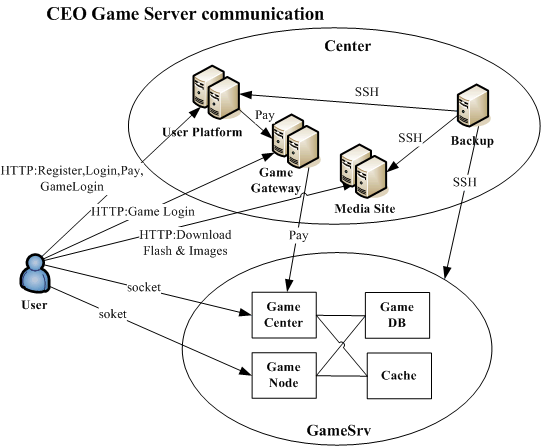 CEO Game Server communication
Center
SSH
User Platform
Pay
Backup
SSH
Game
Gateway
HTTP:Register,Login,Pay,
GameLogin
SSH
Media Site
HTTP:Game Login
HTTP:Download
Flash & Images
Pay
User
socket
soket
Game
Center
Game
DB
Game
Node
Cache
GameSrv